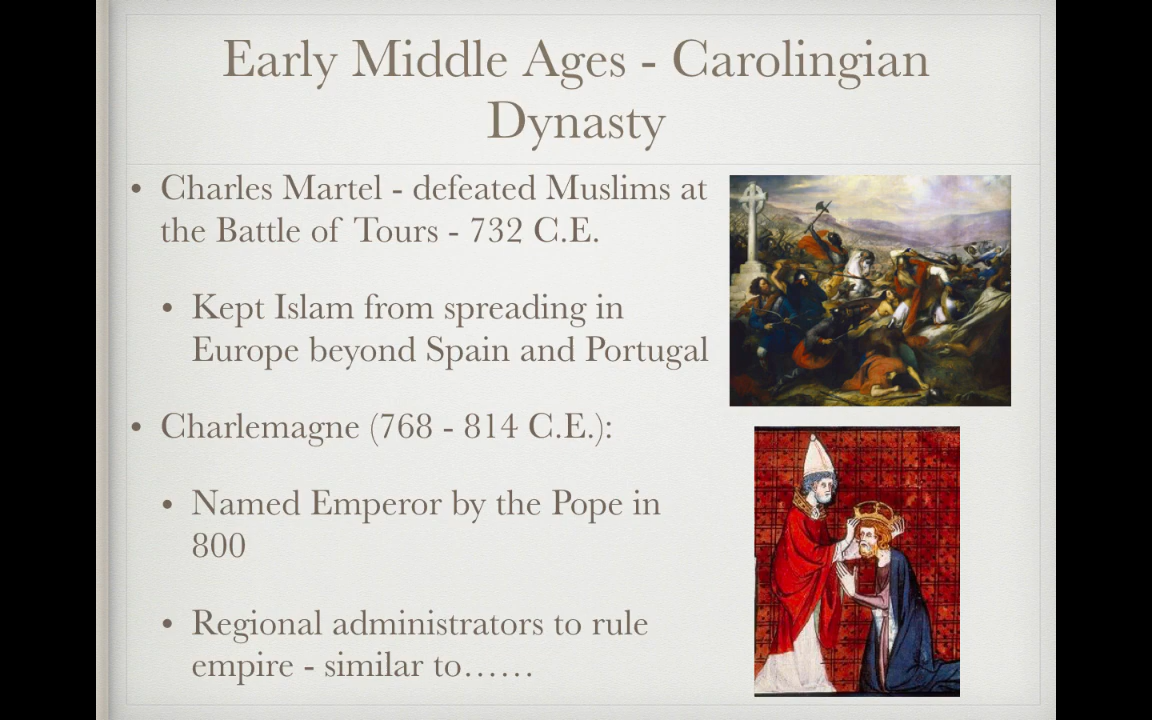 Early Middle Ages - Carolingian
Dynasty
• Charles Martel - defeated Muslims at
the Battle of Tours - 732 C.E.
• Kept Islam from spreading in
Europe beyond Spain and Portugal
• Charlemagne (768 - 814 C.E.):
• Named Emperor by the Pope in
800
• Regional administrators to rule
empire - similar to……